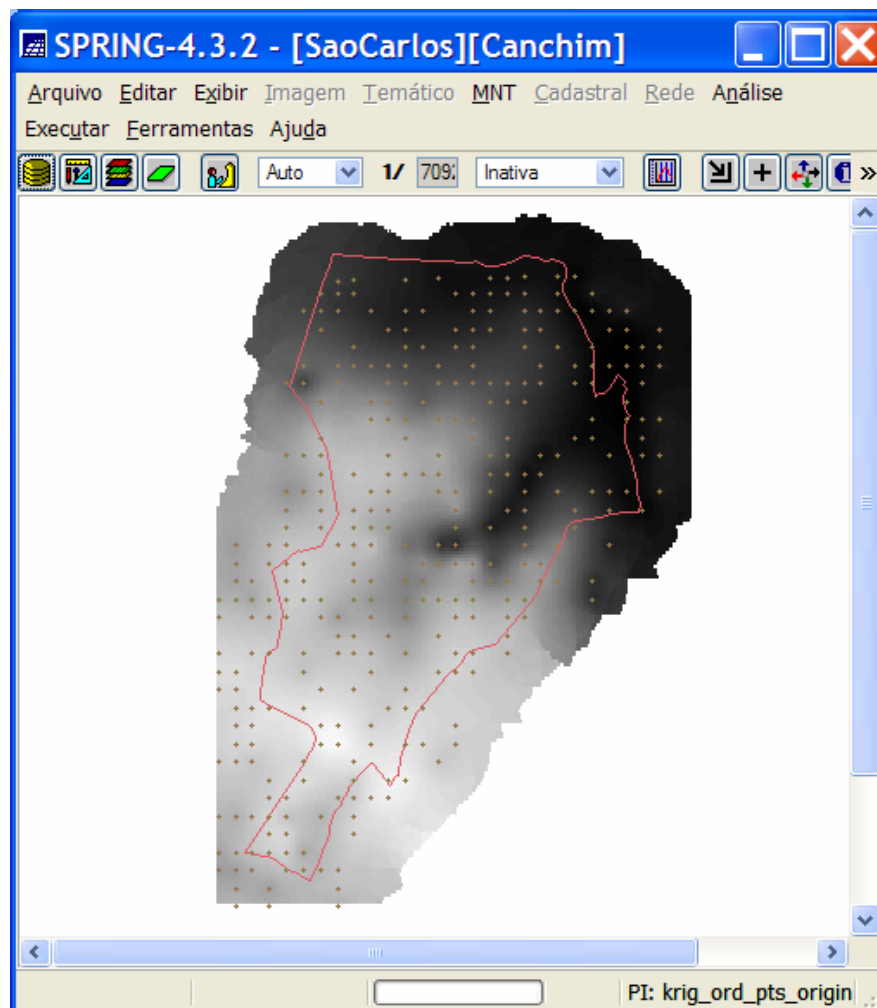 SPRING-4.3.2 - [SaoCarlos][Canchim]
Arquivo Editar Exibir Imagem Temático MNT Cadastral Rede Análise
Executar Ferramentas Ajuda
Auto 1/ 709 Inativa »
PI: krig_ord_pts_origin